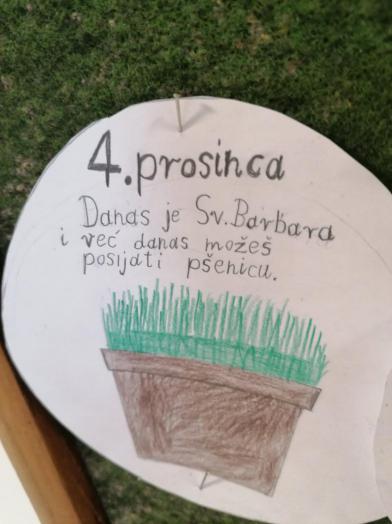 4. prosinca
Danas je Sv. Barbara
i već danas možeš
posijati pšenicu.